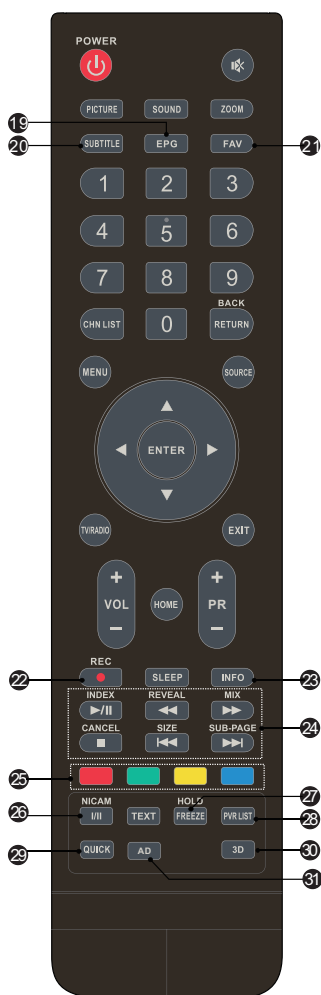 POWER
PICTURE SOUND ZOOM
19
20 SUBTITLE EPG FAV 21
1 2 3
4 5 6
7 8 9
BACK
CHN LIST 0 RETURN
MENU SOURCE
ENTER
TV/RADIO EXIT
+ +
VOL HOME PR
− −
REC
22 SLEEP INFO 23
INDEX REVEAL MIX
24
CANCEL SIZE SUB-PAGE
25
27
NICAM HOLD
26 I/II TEXT FREEZE PVR LIST 28
29 QUICK AD 3D 30
31